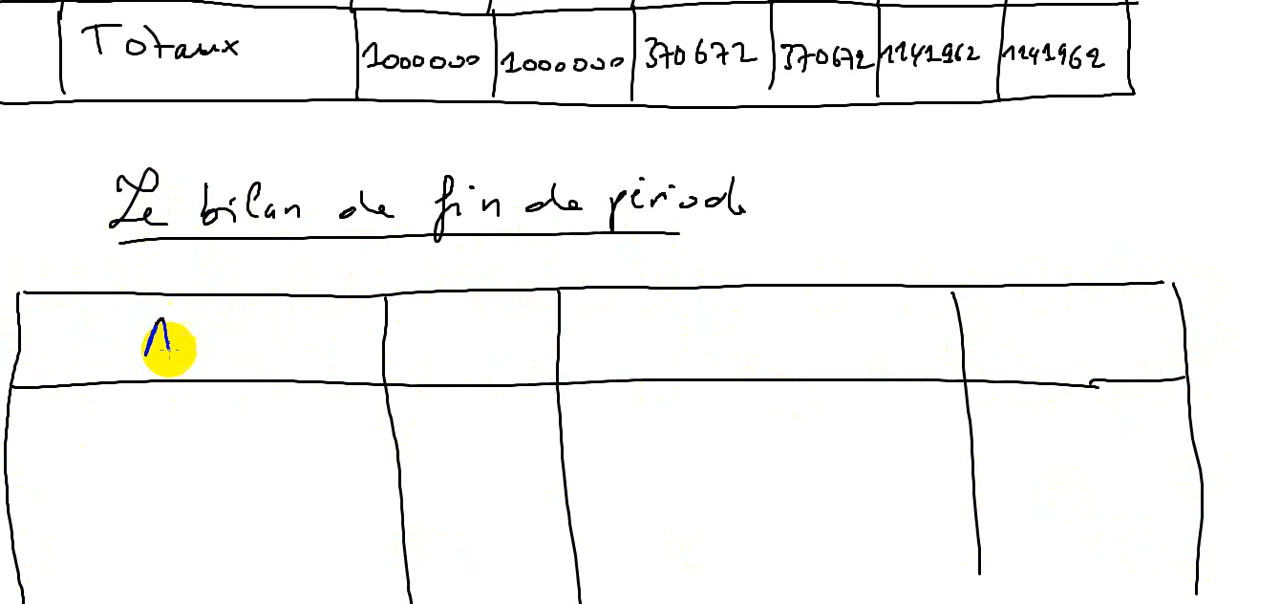 Totaux 1000000 1000000 370672 370672 1141962 1141962
Le bilan de fin de période